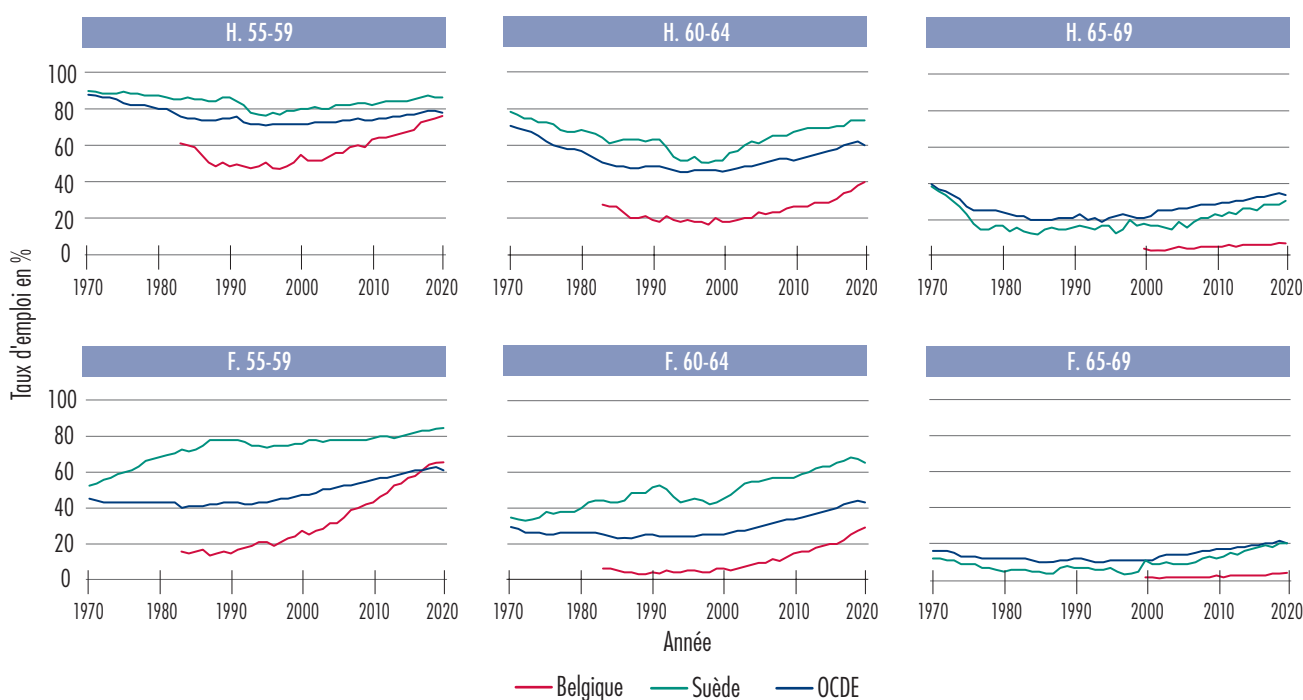 H. 55-59
H. 60-64
H. 65-69
100
80
60
40
20
0
1970 1980 1990 2000 2010 2020
1970 1980 1990 2000 2010 2020
1970 1980 1990 2000 2010 2020
Taux d'emploi en %
F. 55-59
F. 60-64
F. 65-69
100
80
60
40
20
0
1970 1980 1990 2000 2010 2020
1970 1980 1990 2000 2010 2020
1970 1980 1990 2000 2010 2020
Année
Belgique Suède OCDE